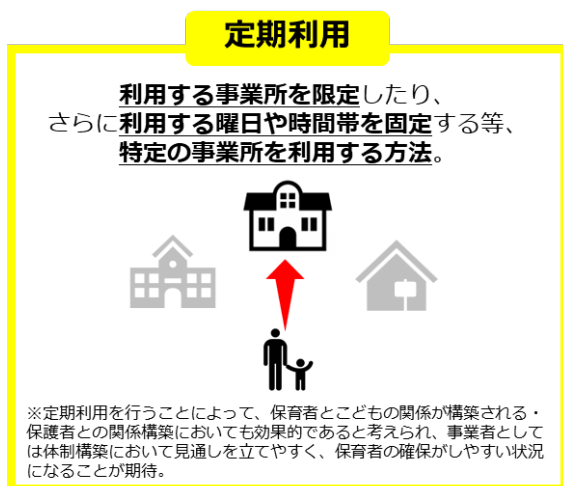 定期利用
利用する事業所を限定したり、
さらに利用する曜日や時間帯を固定する等、
特定の事業所を利用する方法。
※定期利用を行うことによって、保育者とこどもの関係が構築される・
保護者との関係構築においても効果的であると考えられ、事業者として
は体制構築において見通しを立てやすく、保育者の確保がしやすい状況
になることが期待。